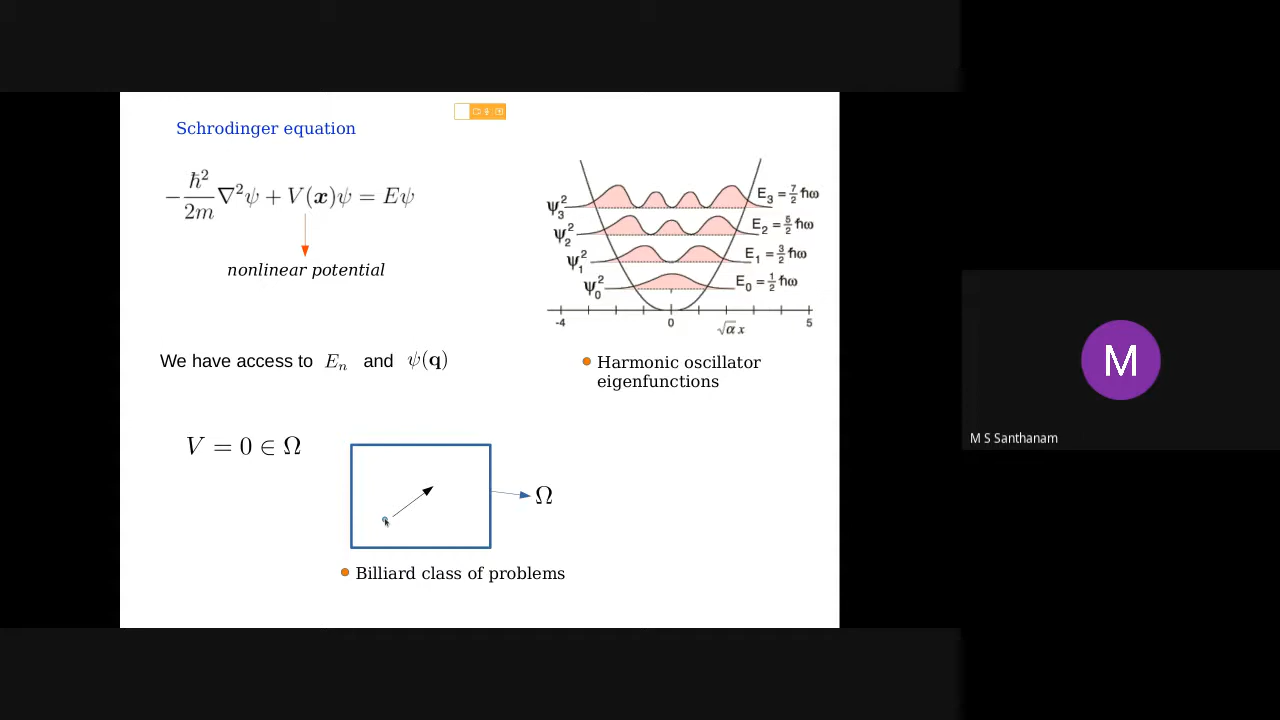 Schrodinger equation
−ħ²/2m ∇²ψ + V(x)ψ = Eψ
nonlinear potential
ψ₃² E₃ = 7/2 ħω
ψ₂² E₂ = 5/2 ħω
ψ₁² E₁ = 3/2 ħω
ψ₀² E₀ = 1/2 ħω
-4 0 5
√α x
We have access to Eₙ and ψ(q)
Harmonic oscillator
eigenfunctions
V = 0 ∈ Ω
Ω
Billiard class of problems
M
M S Santhanam